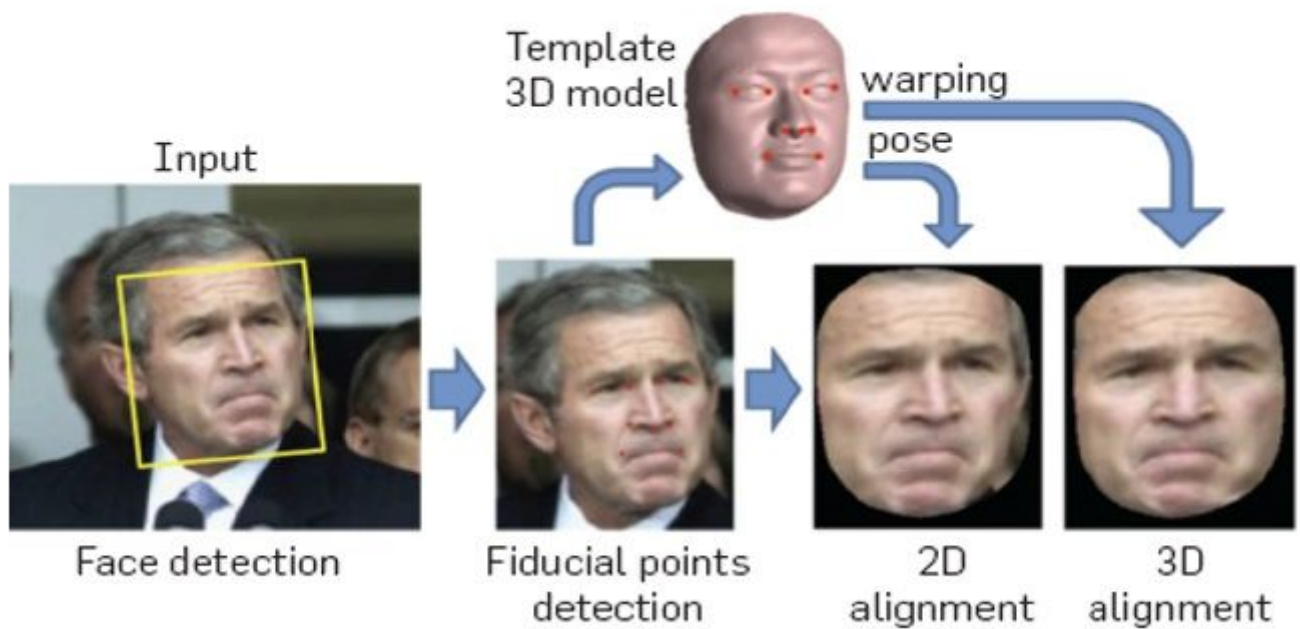 Template
3D model
warping
pose
Input
Face detection
Fiducial points
detection
2D
alignment
3D
alignment